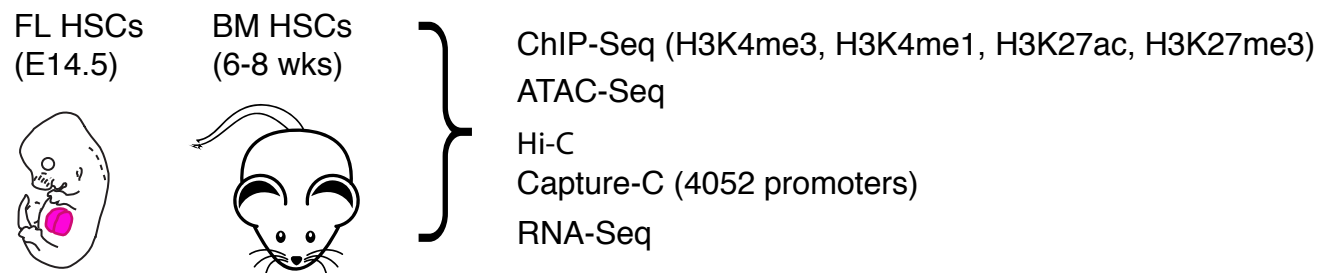 FL HSCs
(E14.5)
BM HSCs
(6-8 wks)
ChIP-Seq (H3K4me3, H3K4me1, H3K27ac, H3K27me3)
ATAC-Seq
Hi-C
Capture-C (4052 promoters)
RNA-Seq